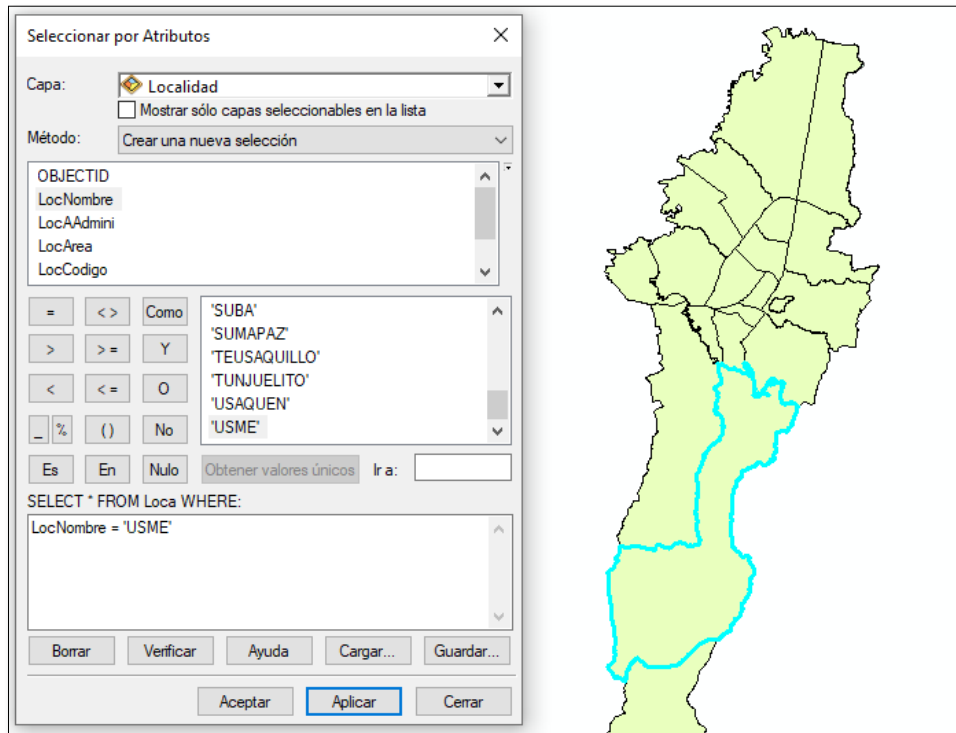 Seleccionar por Atributos
Capa: Localidad
Mostrar sólo capas seleccionables en la lista
Método: Crear una nueva selección
OBJECTID
LocNombre
LocAAdmini
LocArea
LocCodigo
= < > Como
> > = Y
< < = O
_ % ( ) No
Es En Nulo
'SUBA'
'SUMAPAZ'
'TEUSAQUILLO'
'TUNJUELITO'
'USAQUEN'
'USME'
Obtener valores únicos Ir a:
SELECT * FROM Loca WHERE:
LocNombre = 'USME'
Borrar Verificar Ayuda Cargar... Guardar...
Aceptar Aplicar Cerrar